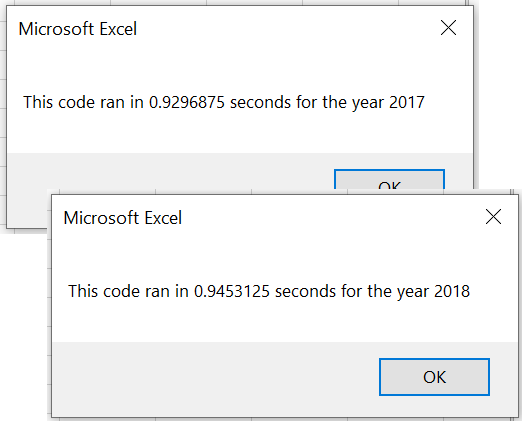 Microsoft Excel
This code ran in 0.9296875 seconds for the year 2017
OK
Microsoft Excel
This code ran in 0.9453125 seconds for the year 2018
OK